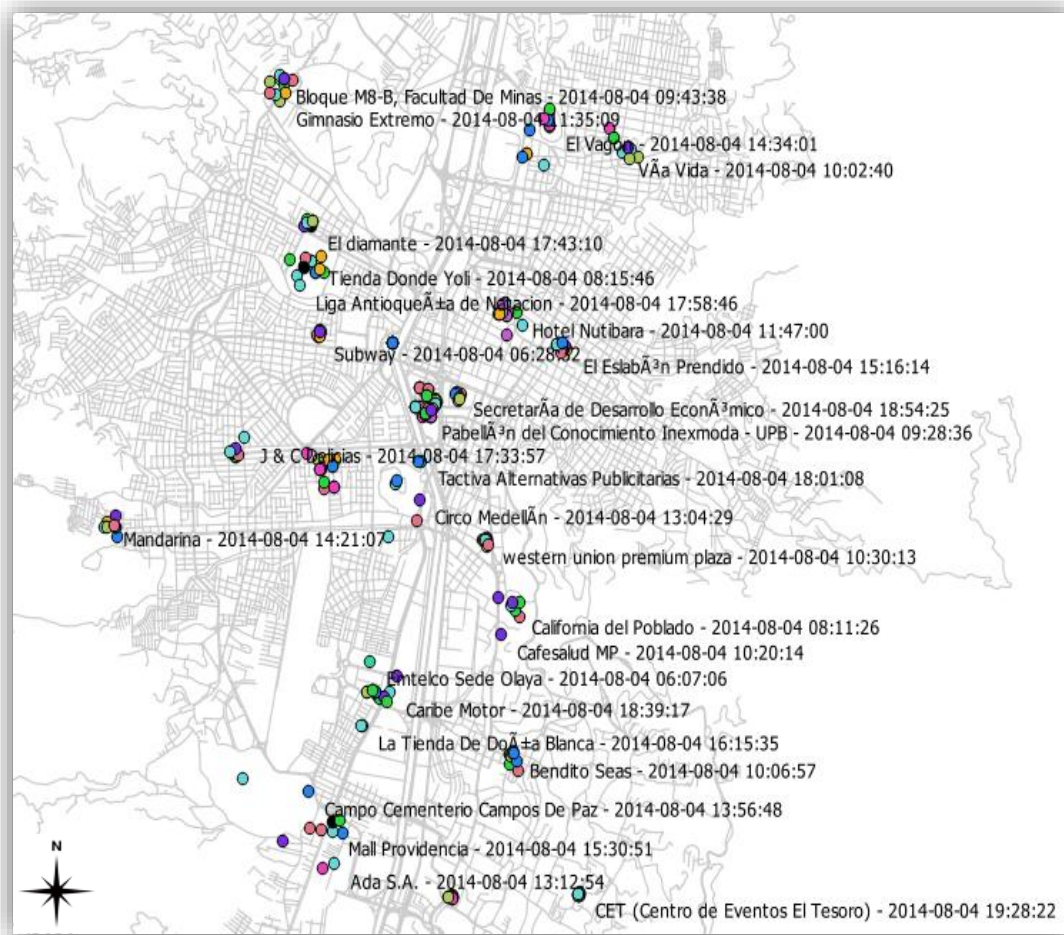 Bloque M8-B, Facultad De Minas - 2014-08-04 09:43:38
Gimnasio Extremo - 2014-08-04 11:35:09
El Vagon - 2014-08-04 14:34:01
VÃa Vida - 2014-08-04 10:02:40
El diamante - 2014-08-04 17:43:10
Tienda Donde Yoli - 2014-08-04 08:15:46
Liga AntioqueÃ±a de Natacion - 2014-08-04 17:58:46
Hotel Nutibara - 2014-08-04 11:47:00
Subway - 2014-08-04 06:28:32
El EslabÃ³n Prendido - 2014-08-04 15:16:14
SecretarÃa de Desarrollo EconÃ³mico - 2014-08-04 18:54:25
PabellÃ³n del Conocimiento Inexmoda - UPB - 2014-08-04 09:28:36
J & C Delicias - 2014-08-04 17:33:57
Tactiva Alternativas Publicitarias - 2014-08-04 18:01:08
Circo MedellÃn - 2014-08-04 13:04:29
Mandarina - 2014-08-04 14:21:07
western union premium plaza - 2014-08-04 10:30:13
California del Poblado - 2014-08-04 08:11:26
Cafesalud MP - 2014-08-04 10:20:14
Emtelco Sede Olaya - 2014-08-04 06:07:06
Caribe Motor - 2014-08-04 18:39:17
La Tienda De DoÃ±a Blanca - 2014-08-04 16:15:35
Bendito Seas - 2014-08-04 10:06:57
Campo Cementerio Campos De Paz - 2014-08-04 13:56:48
Mall Providencia - 2014-08-04 15:30:51
N
Ada S.A. - 2014-08-04 13:12:54
CET (Centro de Eventos El Tesoro) - 2014-08-04 19:28:22